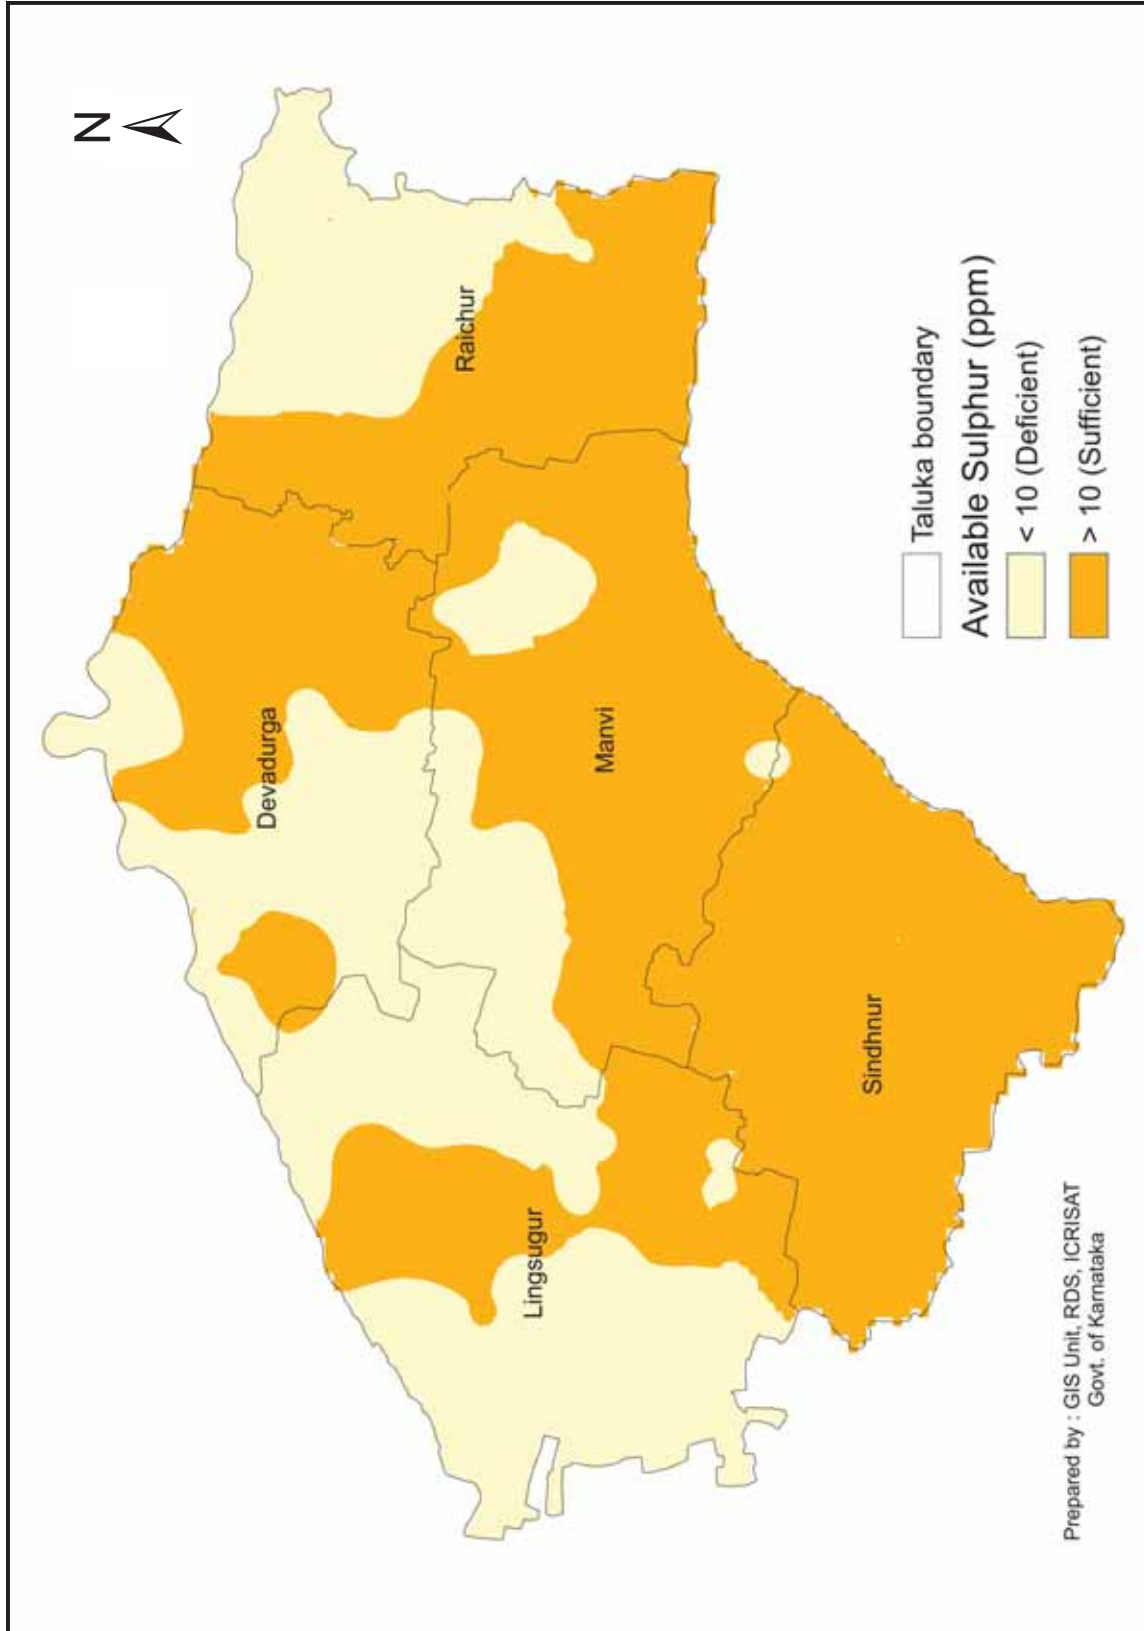 N
Raichur
Devadurga
Manvi
Lingsugur
Sindhnur
Taluka boundary
Available Sulphur (ppm)
< 10 (Deficient)
> 10 (Sufficient)
Prepared by : GIS Unit, RDS, ICRISAT
Govt. of Karnataka